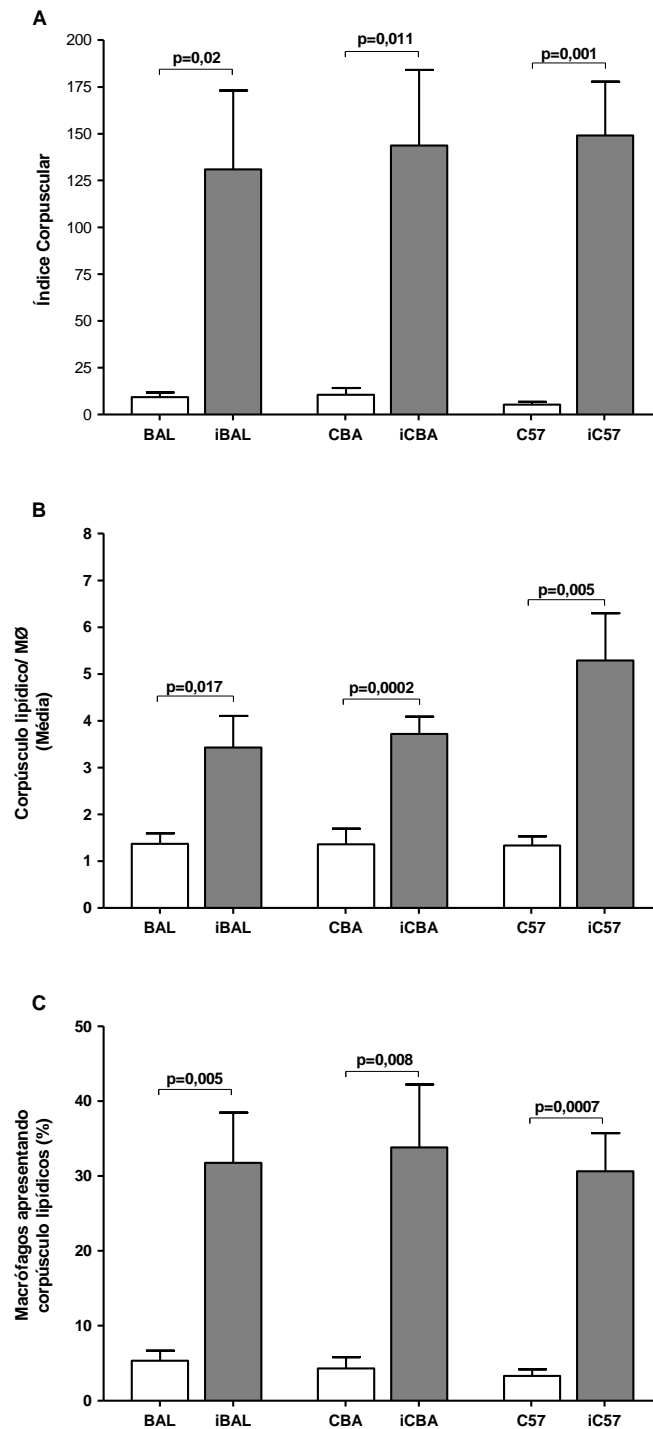 A
Índice Corpuscular
200
175
150
125
100
75
50
25
0
p=0,02
p=0,011
p=0,001
BAL iBAL CBA iCBA C57 iC57
B
Corpúsculo lipídico/ MØ
(Média)
8
7
6
5
4
3
2
1
0
p=0,017
p=0,0002
p=0,005
BAL iBAL CBA iCBA C57 iC57
C
Macrófagos apresentando
corpúsculo lipídicos (%)
50
40
30
20
10
0
p=0,005
p=0,008
p=0,0007
BAL iBAL CBA iCBA C57 iC57